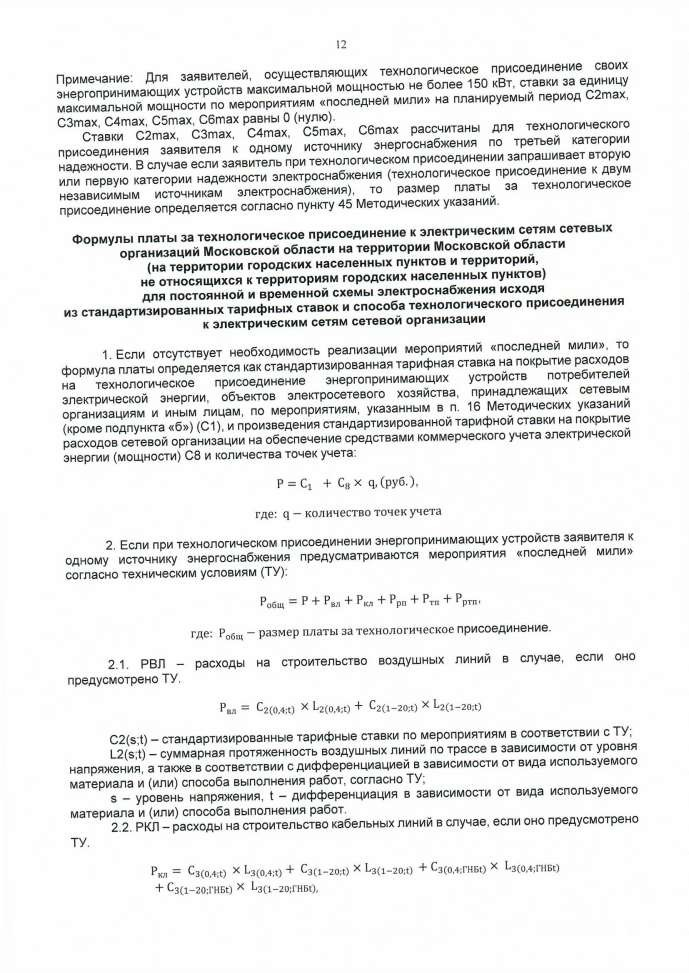 12
Примечание: Для заявителей, осуществляющих технологическое присоединение своих
энергопринимающих устройств максимальной мощностью не более 150 кВт, ставки за единицу
максимальной мощности по мероприятиям «последней мили» на планируемый период C2max,
C3max, C4max, C5max, C6max равны 0 (нулю).
Ставки C2max, C3max, C4max, C5max, C6max рассчитаны для технологического
присоединения заявителя к одному источнику энергоснабжения по третьей категории
надежности. В случае если заявитель при технологическом присоединении запрашивает вторую
или первую категории надежности электроснабжения (технологическое присоединение к двум
независимым источникам электроснабжения), то размер платы за технологическое
присоединение определяется согласно пункту 45 Методических указаний.
Формулы платы за технологическое присоединение к электрическим сетям сетевых
организаций Московской области на территории Московской области
(на территории городских населенных пунктов и территорий,
не относящихся к территориям городских населенных пунктов)
для постоянной и временной схемы электроснабжения исходя
из стандартизированных тарифных ставок и способа технологического присоединения
к электрическим сетям сетевой организации
1. Если отсутствует необходимость реализации мероприятий «последней мили», то
формула платы определяется как стандартизированная тарифная ставка на покрытие расходов
на технологическое присоединение энергопринимающих устройств потребителей
электрической энергии, объектов электросетевого хозяйства, принадлежащих сетевым
организациям и иным лицам, по мероприятиям, указанным в п. 16 Методических указаний
(кроме подпункта «б») (С1), и произведения стандартизированной тарифной ставки на покрытие
расходов сетевой организации на обеспечение средствами коммерческого учета электрической
энергии (мощности) С8 и количества точек учета:
P = C₁ + C₈ × q, (руб.),
где: q − количество точек учета
2. Если при технологическом присоединении энергопринимающих устройств заявителя к
одному источнику энергоснабжения предусматриваются мероприятия «последней мили»
согласно техническим условиям (ТУ):
Pобщ = P + Pвл + Pкл + Pрп + Pтп + Pртп,
где: Pобщ − размер платы за технологическое присоединение.
2.1. РВЛ – расходы на строительство воздушных линий в случае, если оно
предусмотрено ТУ.
Pвл = C2(0,4;t) × L2(0,4;t) + C2(1−20;t) × L2(1−20;t)
C2(s;t) – стандартизированные тарифные ставки по мероприятиям в соответствии с ТУ;
L2(s;t) – суммарная протяженность воздушных линий по трассе в зависимости от уровня
напряжения, а также в соответствии с дифференциацией в зависимости от вида используемого
материала и (или) способа выполнения работ, согласно ТУ;
s – уровень напряжения, t – дифференциация в зависимости от вида используемого
материала и (или) способа выполнения работ.
2.2. РКЛ – расходы на строительство кабельных линий в случае, если оно предусмотрено
ТУ.
Pкл = C3(0,4;t) × L3(0,4;t) + C3(1−20;t) × L3(1−20;t) + C3(0,4;ГНБt) × L3(0,4;ГНБt)
+ C3(1−20;ГНБt) × L3(1−20;ГНБt),